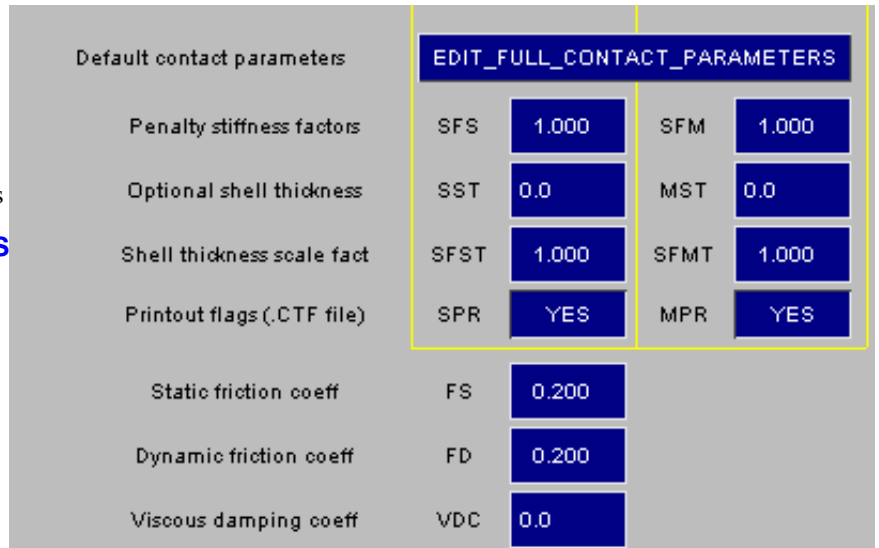 Default contact parameters EDIT_FULL_CONTACT_PARAMETERS
Penalty stiffness factors SFS 1.000 SFM 1.000
s Optional shell thickness SST 0.0 MST 0.0
S Shell thickness scale fact SFST 1.000 SFMT 1.000
Printout flags (.CTF file) SPR YES MPR YES
Static friction coeff FS 0.200
Dynamic friction coeff FD 0.200
Viscous damping coeff VDC 0.0